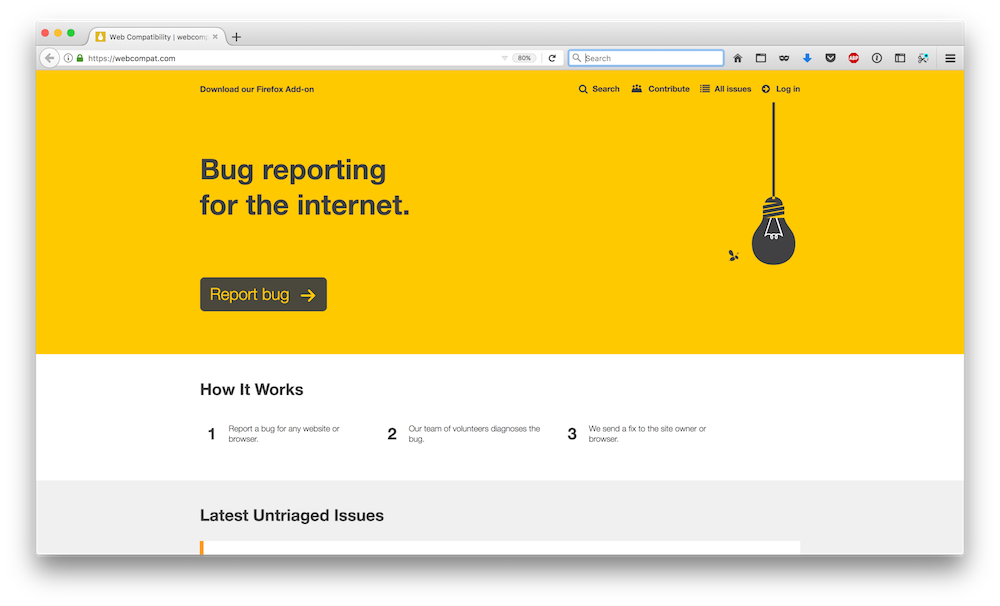 Web Compatibility | webcom
https://webcompat.com
80%
Search
ABP
Download our Firefox Add-on
Search
Contribute
All issues
Log in
Bug reporting
for the internet.
Report bug
How It Works
1
Report a bug for any website or
browser.
2
Our team of volunteers diagnoses the
bug.
3
We send a fix to the site owner or
browser.
Latest Untriaged Issues